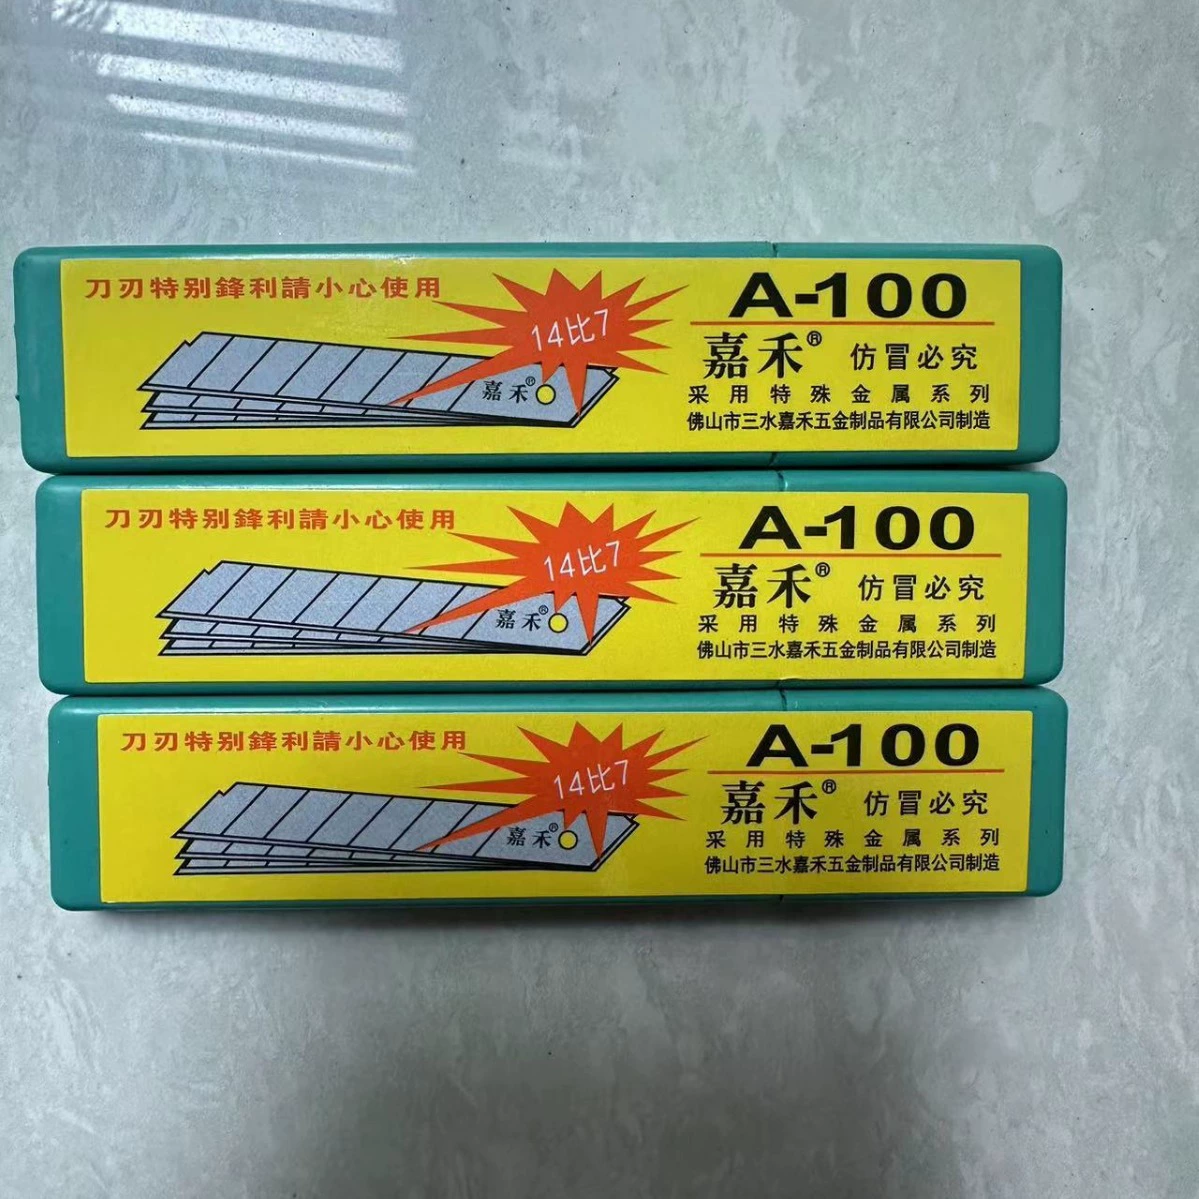 刀刃特别鋒利請小心使用
14比7
嘉禾®
A-100
嘉禾® 仿冒必究
采用特殊金属系列
佛山市三水嘉禾五金制品有限公司制造
刀刃特别鋒利請小心使用
14比7
嘉禾®
A-100
嘉禾® 仿冒必究
采用特殊金属系列
佛山市三水嘉禾五金制品有限公司制造
刀刃特别鋒利請小心使用
14比7
嘉禾®
A-100
嘉禾® 仿冒必究
采用特殊金属系列
佛山市三水嘉禾五金制品有限公司制造